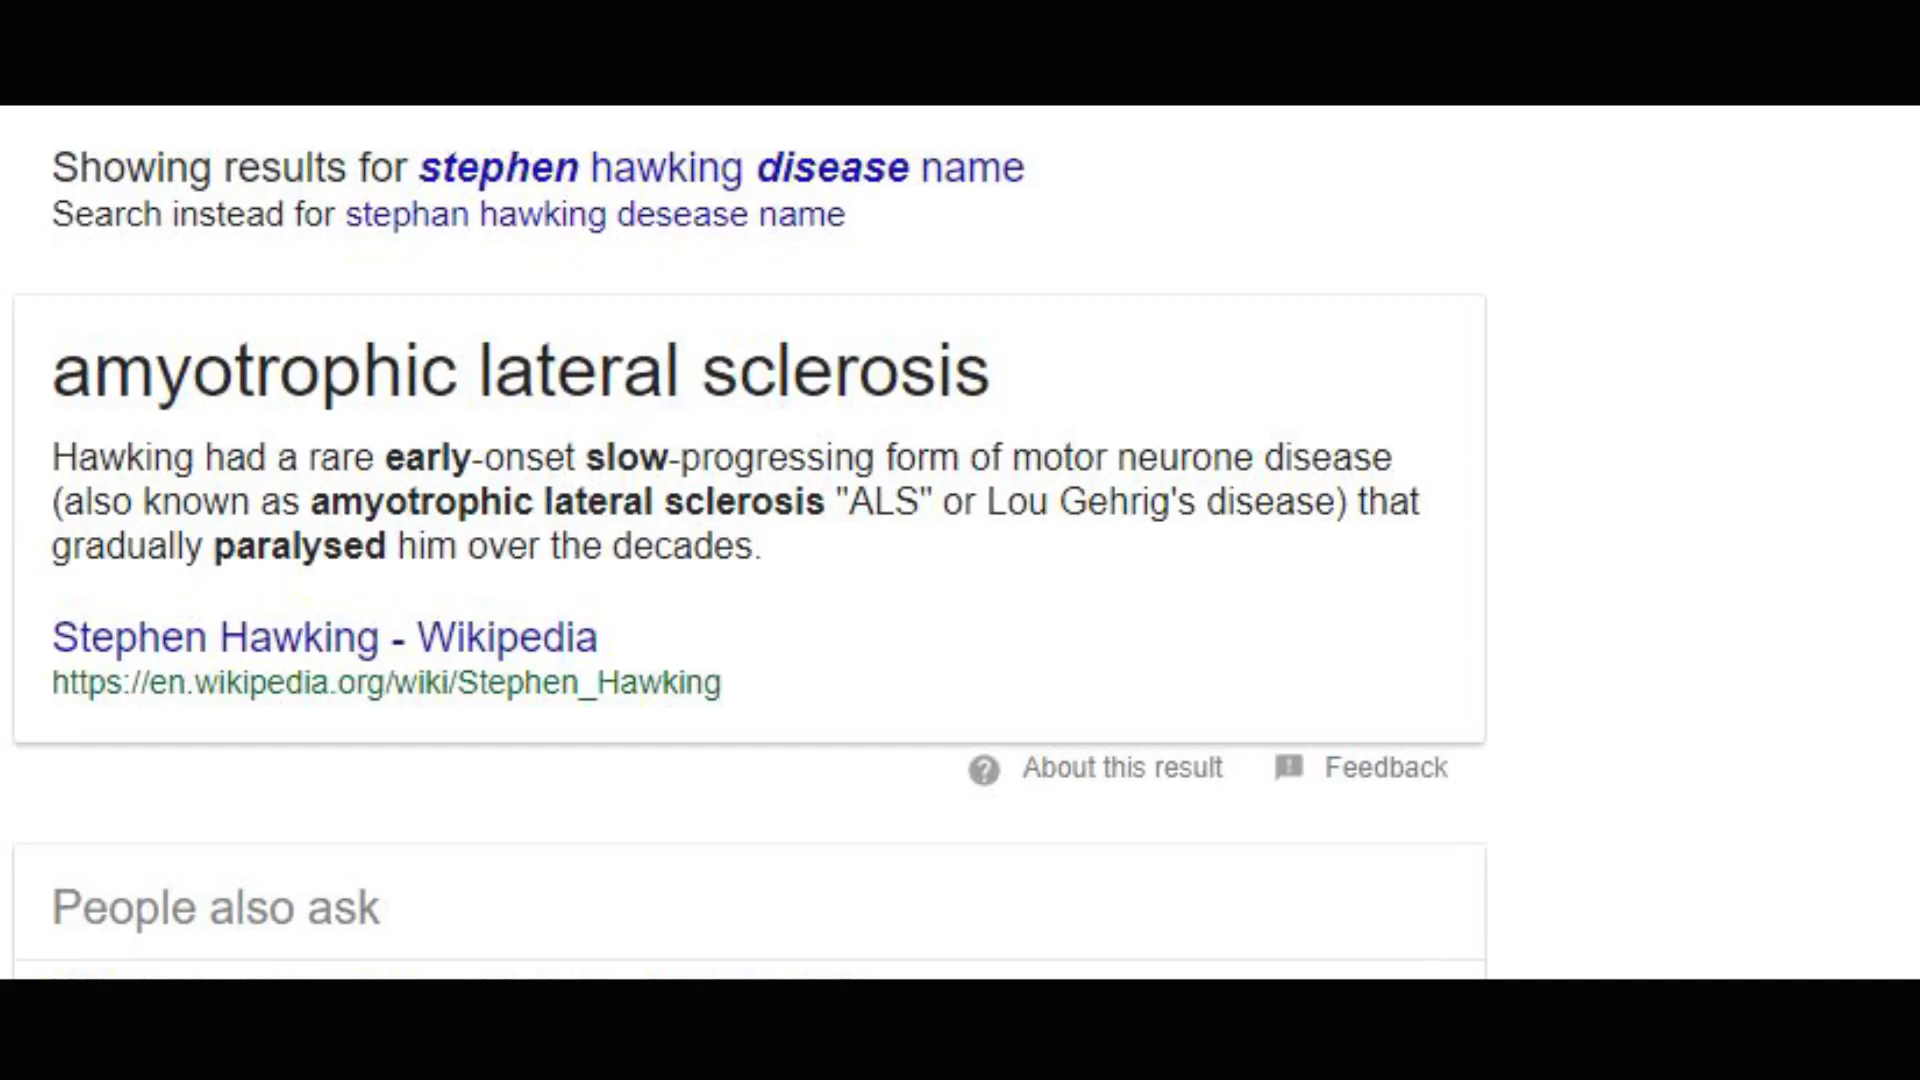 Showing results for stephen hawking disease name
Search instead for stephan hawking desease name
amyotrophic lateral sclerosis
Hawking had a rare early-onset slow-progressing form of motor neurone disease
(also known as amyotrophic lateral sclerosis "ALS" or Lou Gehrig's disease) that
gradually paralysed him over the decades.
Stephen Hawking - Wikipedia
https://en.wikipedia.org/wiki/Stephen_Hawking
About this result Feedback
People also ask